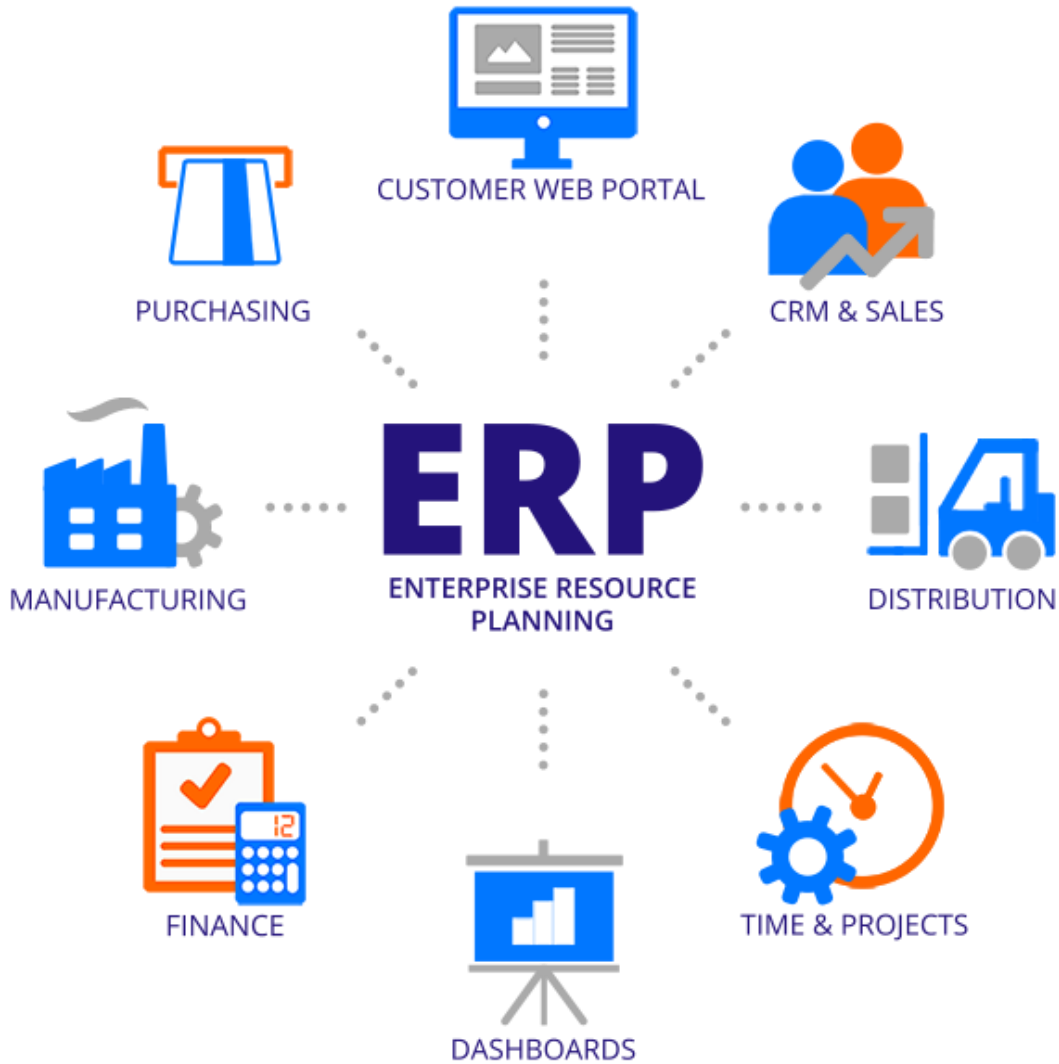 CUSTOMER WEB PORTAL
PURCHASING
CRM & SALES
ERP
ENTERPRISE RESOURCE
PLANNING
MANUFACTURING
DISTRIBUTION
12
FINANCE
TIME & PROJECTS
DASHBOARDS